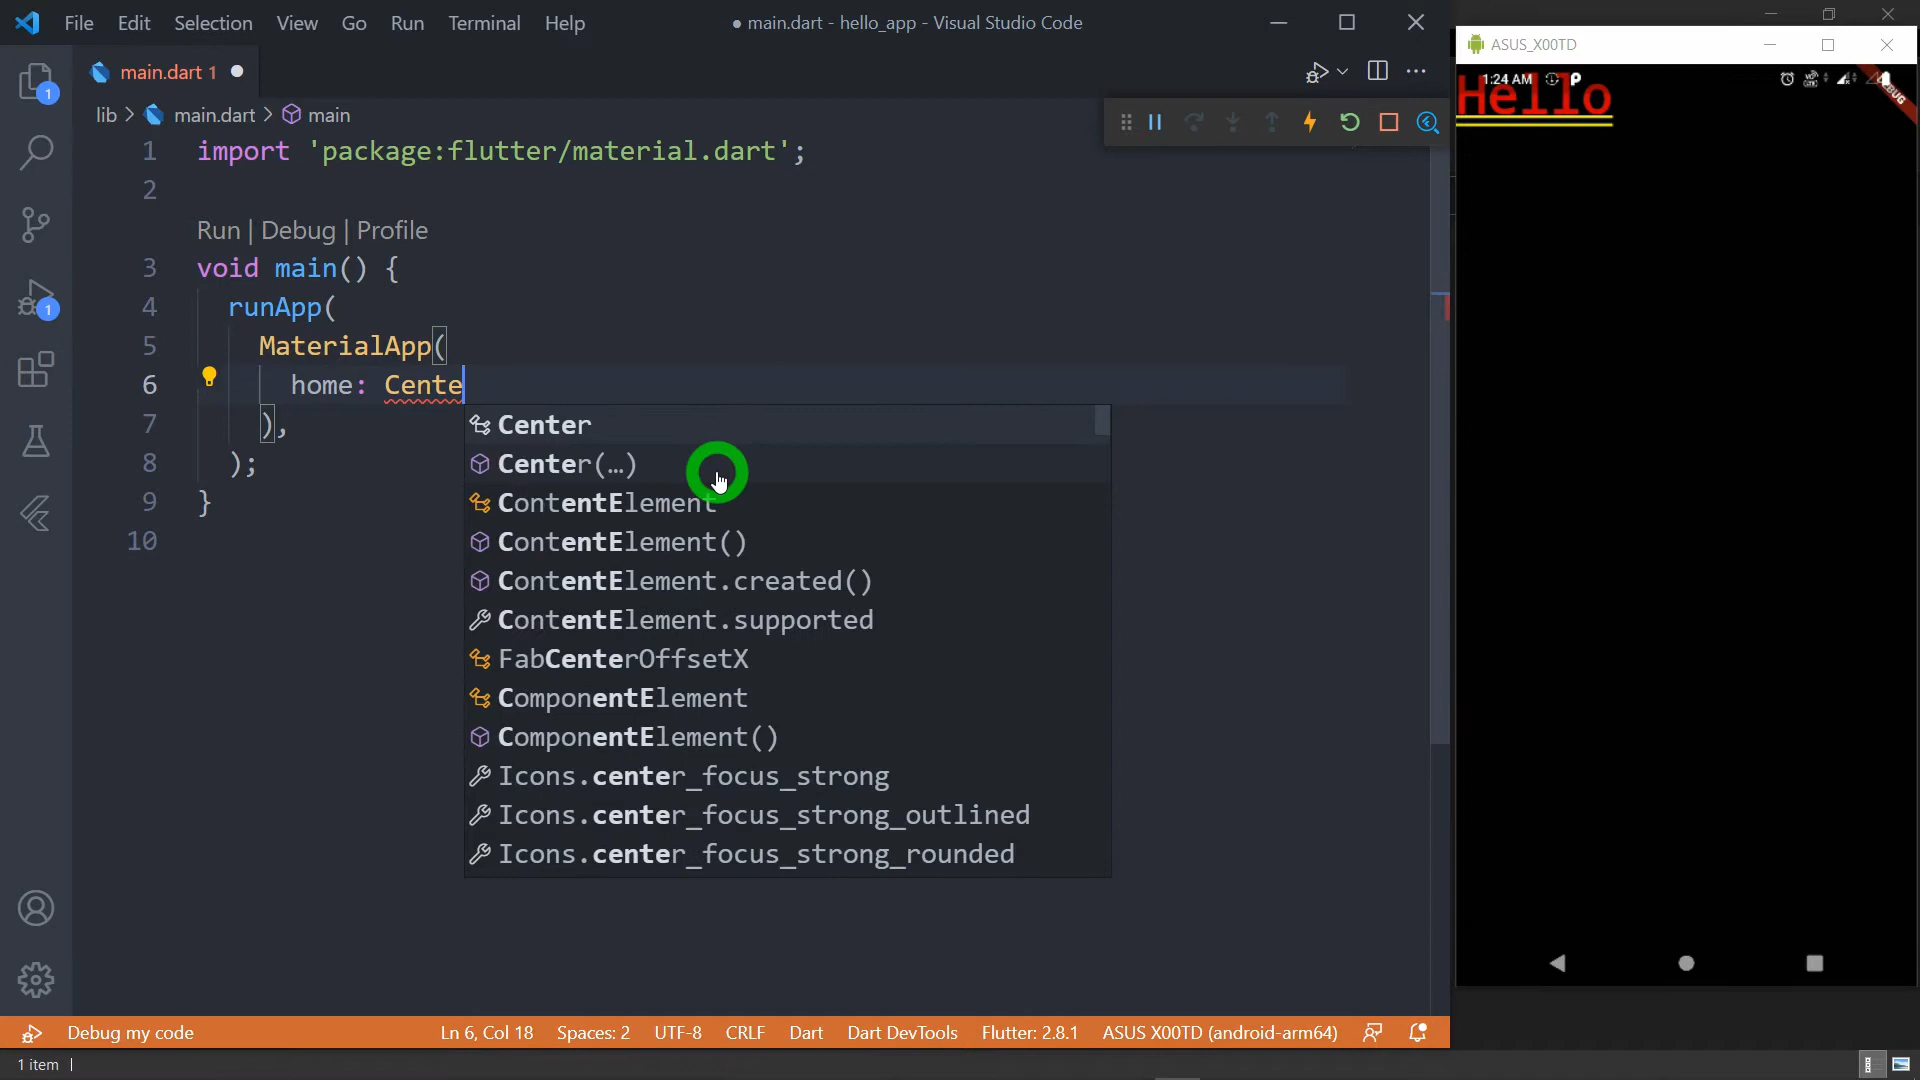 File Edit Selection View Go Run Terminal Help
● main.dart - hello_app - Visual Studio Code
ASUS_X00TD
main.dart 1
1:24 AM
Hello
DEBUG
lib > main.dart > main
1 import 'package:flutter/material.dart';
2
Run | Debug | Profile
3 void main() {
4 runApp(
5 MaterialApp(
6 home: Cente
7 ),
8 );
9 }
10
Center
Center(…)
ContentElement
ContentElement()
ContentElement.created()
ContentElement.supported
FabCenterOffsetX
ComponentElement
ComponentElement()
Icons.center_focus_strong
Icons.center_focus_strong_outlined
Icons.center_focus_strong_rounded
1
1
Debug my code Ln 6, Col 18 Spaces: 2 UTF-8 CRLF Dart Dart DevTools Flutter: 2.8.1 ASUS X00TD (android-arm64)
1 item